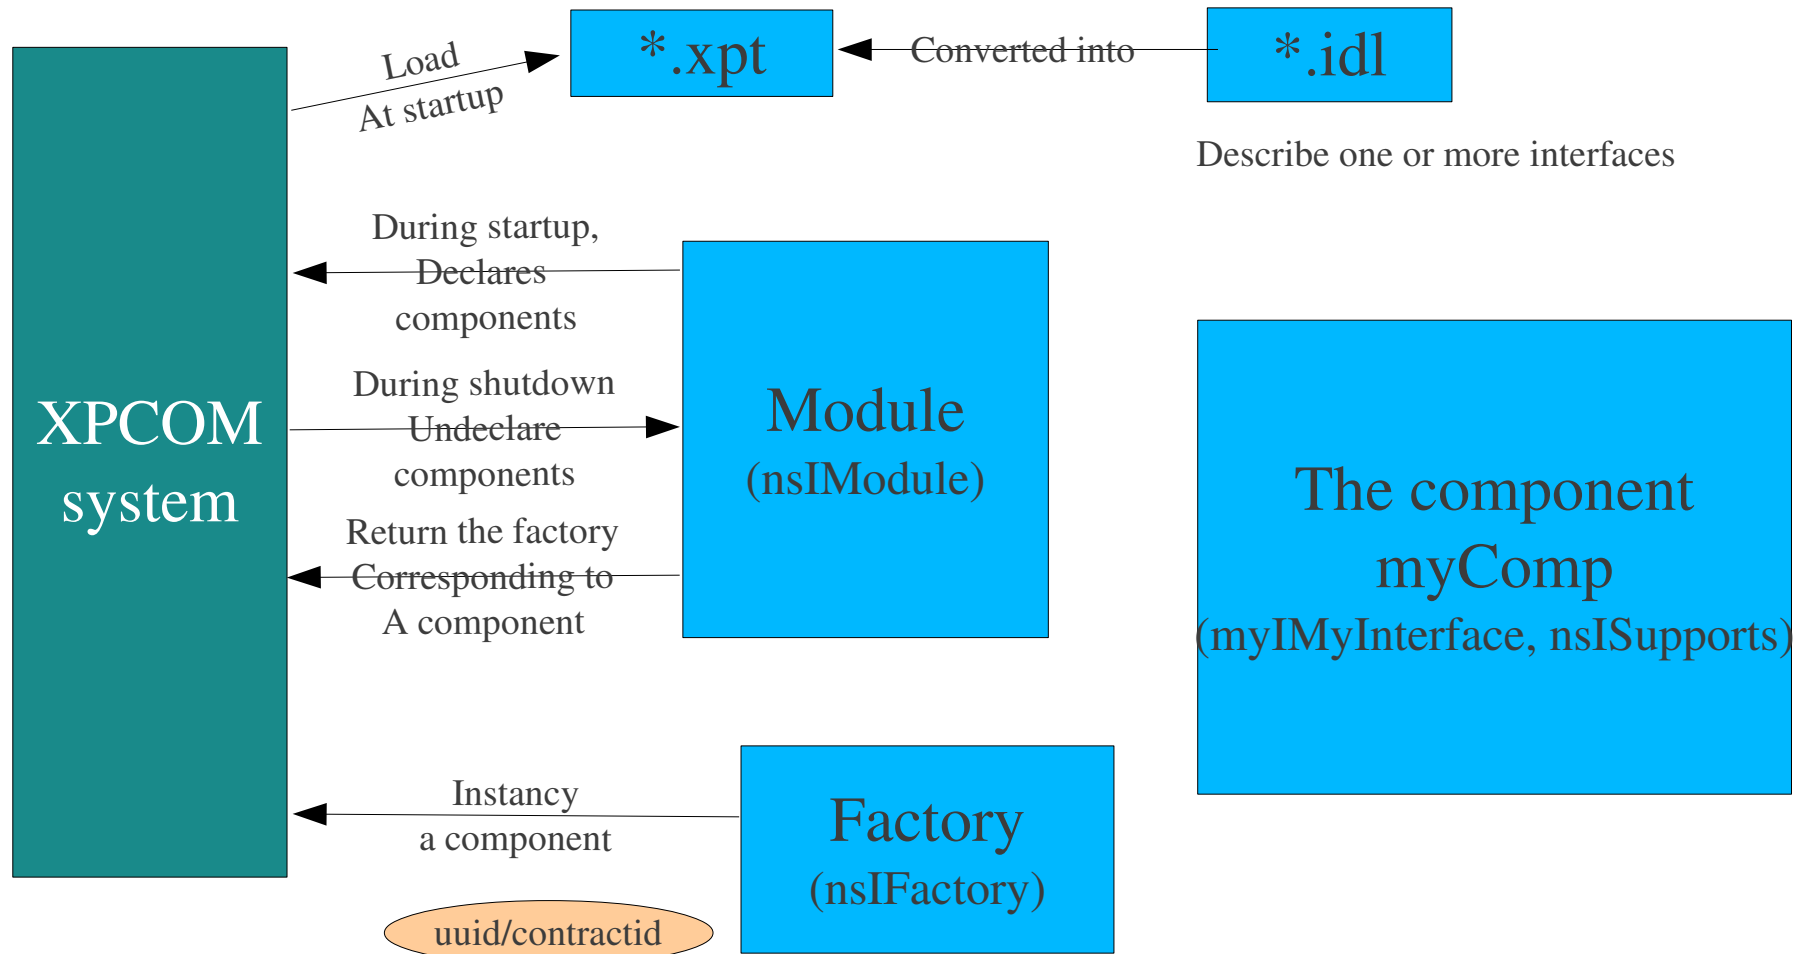 *.xpt
*.idl
Load
At startup
Converted into
Describe one or more interfaces
During startup,
Declares
components
XPCOM
system
During shutdown
Undeclare
components
Module
(nsIModule)
Return the factory
Corresponding to
A component
The component
myComp
(myIMyInterface, nsISupports)
Instancy
a component
Factory
(nsIFactory)
uuid/contractid